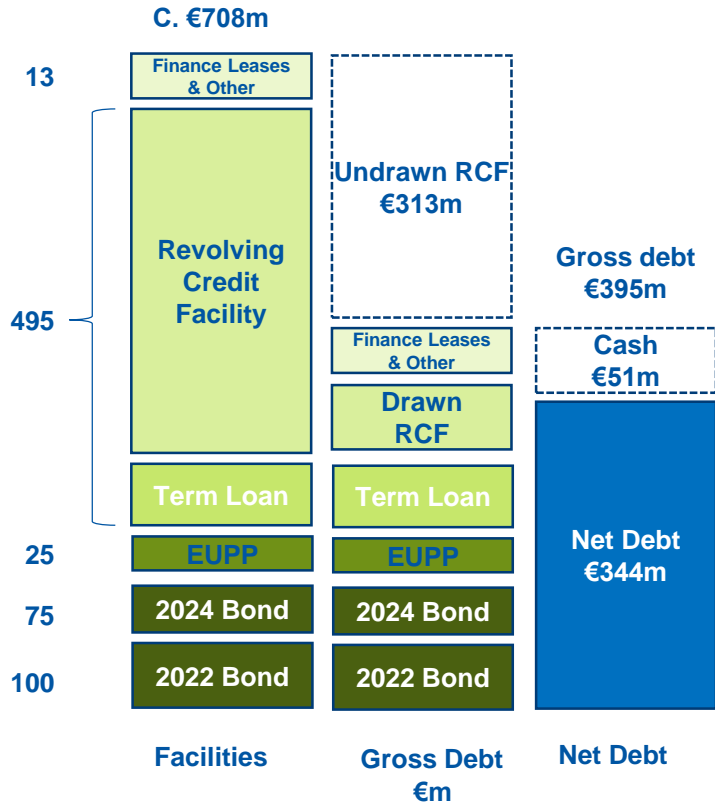 C. €708m
13
495
25
75
100
Finance Leases
& Other
Revolving
Credit
Facility
Term Loan
EUPP
2024 Bond
2022 Bond
Facilities
Undrawn RCF
€313m
Finance Leases
& Other
Drawn
RCF
Term Loan
EUPP
2024 Bond
2022 Bond
Gross Debt
€m
Gross debt
€395m
Cash
€51m
Net Debt
€344m
Net Debt